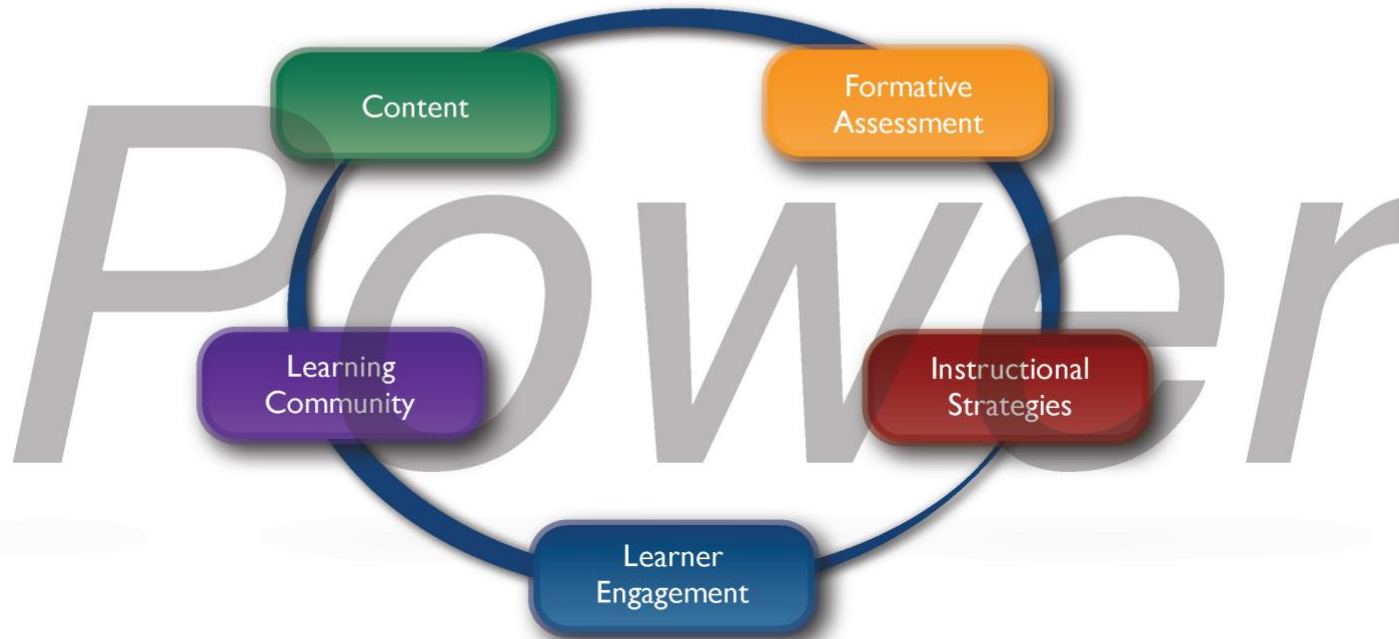 Content
Formative
Assessment
Power
Learning
Community
Instructional
Strategies
Learner
Engagement